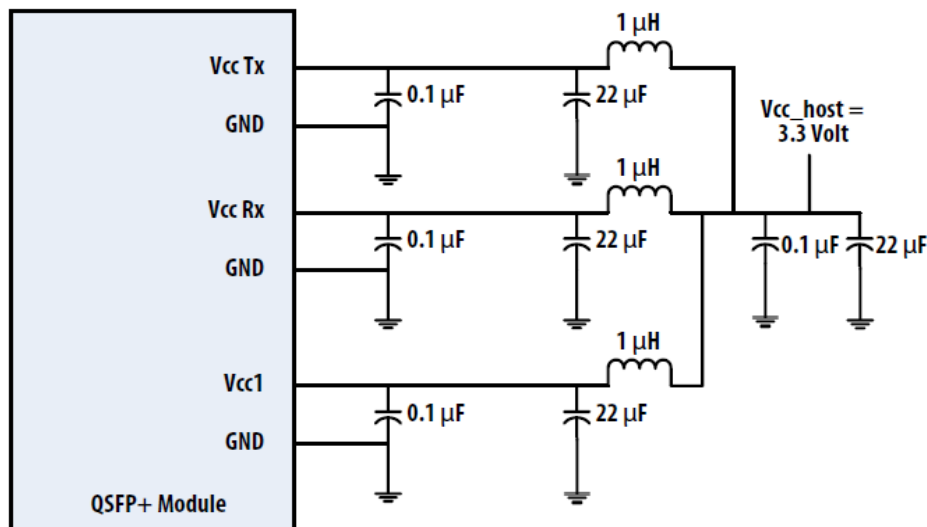 1 μH
Vcc Tx
0.1 μF
22 μF
GND
Vcc_host =
3.3 Volt
1 μH
Vcc Rx
0.1 μF
22 μF
0.1 μF
22 μF
GND
1 μH
Vcc1
0.1 μF
22 μF
GND
QSFP+ Module